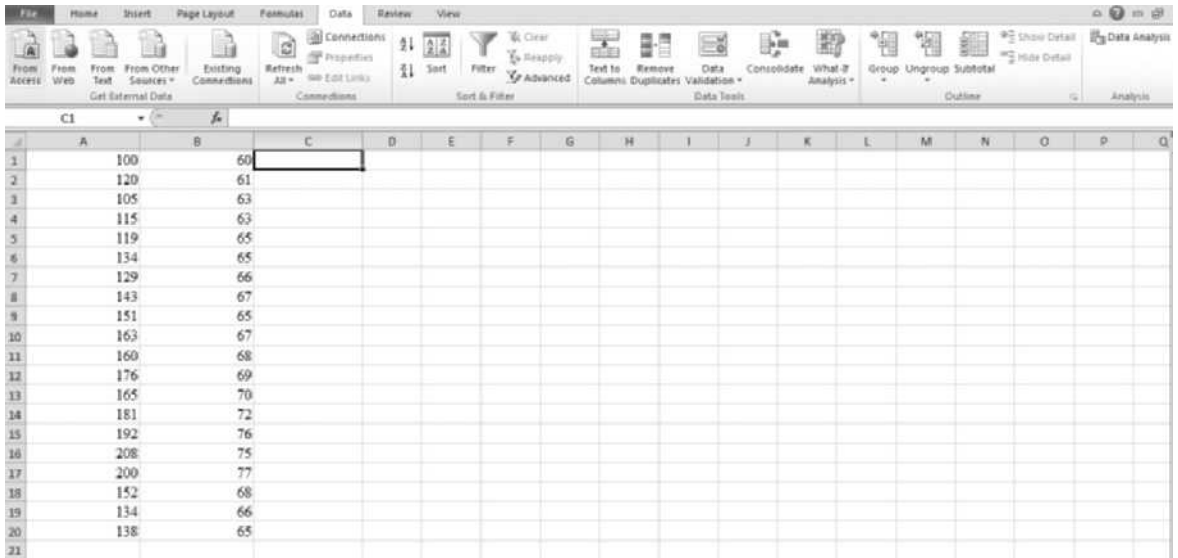 File Home Insert Page Layout Formulas Data Review View
From Access From Web From Text From Other Sources Existing Connections
Get External Data
Refresh All Connections Properties Edit Links
Connections
Sort Filter Clear Reapply Advanced
Sort & Filter
Text to Columns Remove Duplicates Data Validation Consolidate What-If Analysis
Data Tools
Group Ungroup Subtotal Show Detail Hide Detail
Outline
Data Analysis
Analysis
C1 fx
A B C D E F G H I J K L M N O P Q
1 100 60
2 120 61
3 105 63
4 115 63
5 119 65
6 134 65
7 129 66
8 143 67
9 151 65
10 163 67
11 160 68
12 176 69
13 165 70
14 181 72
15 192 76
16 208 75
17 200 77
18 152 68
19 134 66
20 138 65
21